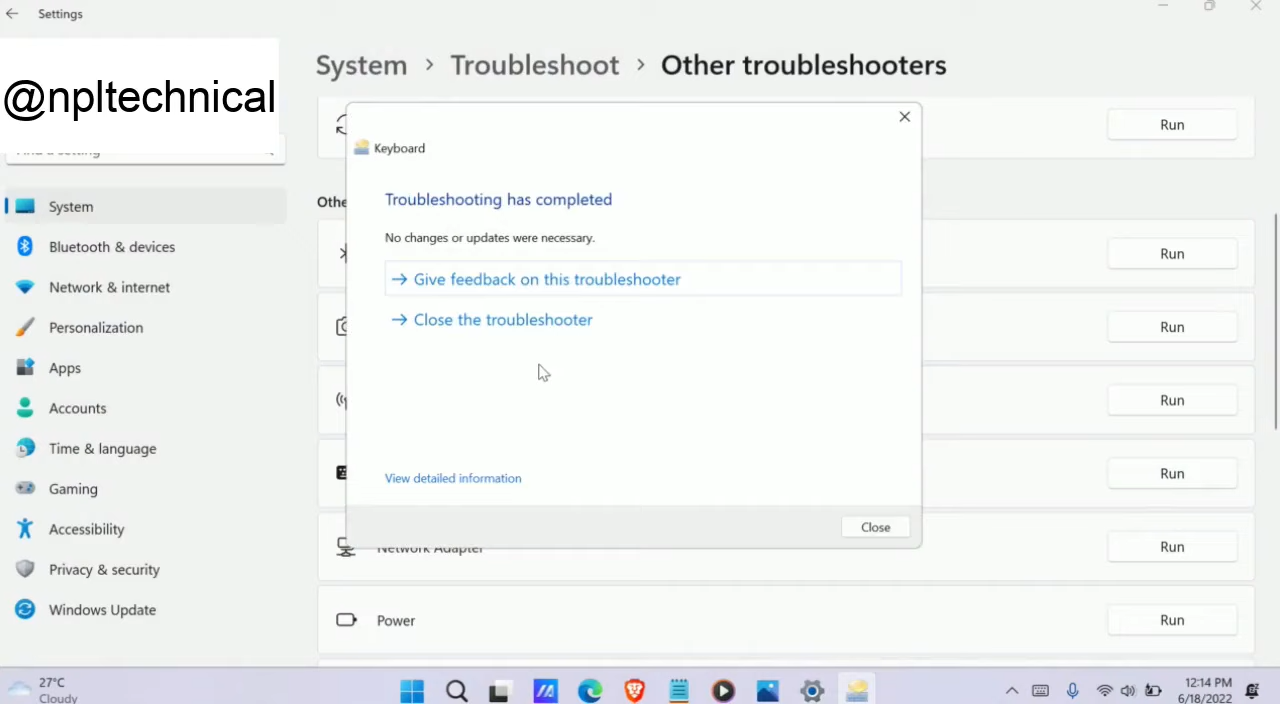 Settings
@npltechnical
System > Troubleshoot > Other troubleshooters
System
Bluetooth & devices
Network & internet
Personalization
Apps
Accounts
Time & language
Gaming
Accessibility
Privacy & security
Windows Update
Run
Run
Run
Run
Run
Network Adapter
Run
Power
Run
Keyboard
Troubleshooting has completed
No changes or updates were necessary.
→ Give feedback on this troubleshooter
→ Close the troubleshooter
View detailed information
Close
27°C
Cloudy
12:14 PM
6/18/2022